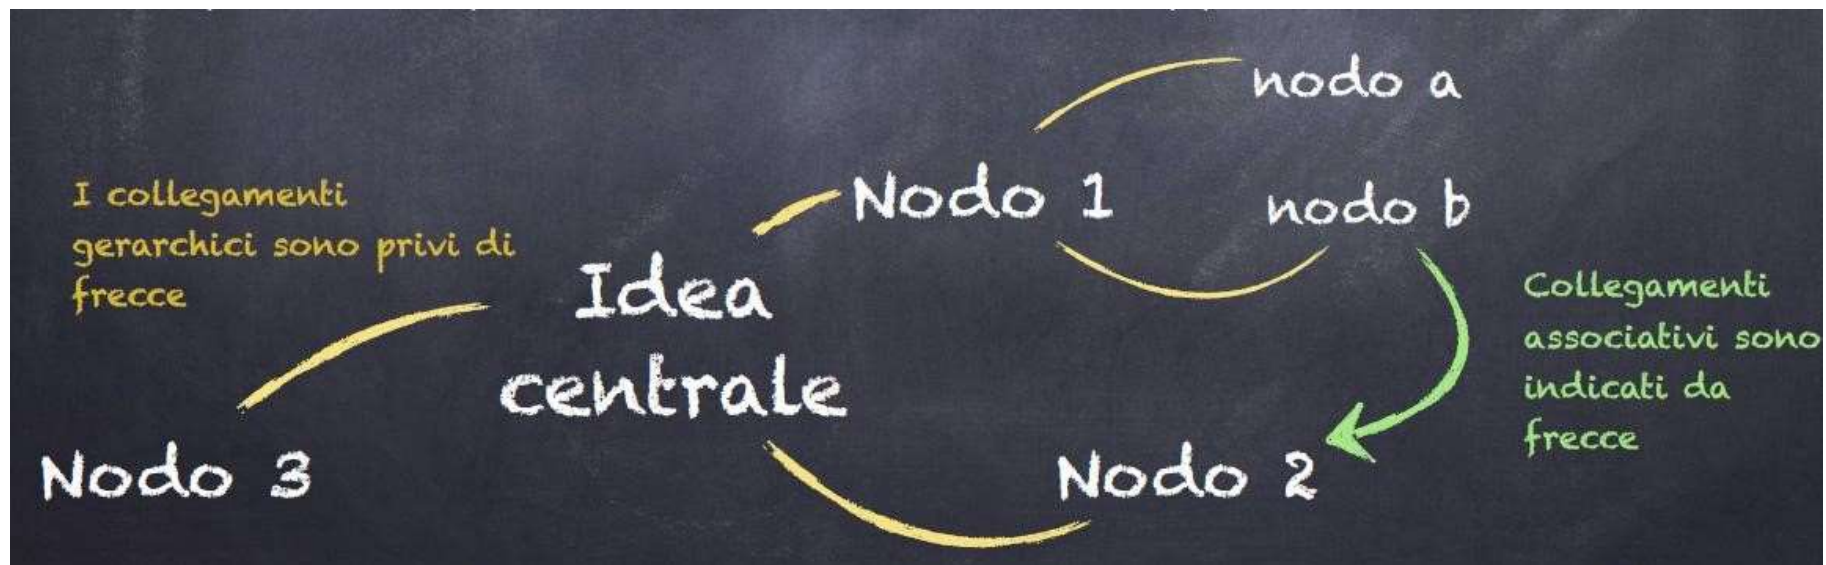 nodo a
I collegamenti
gerarchici sono privi di
frecce
Nodo 1
nodo b
Idea
centrale
Collegamenti
associativi sono
indicati da
frecce
Nodo 3
Nodo 2